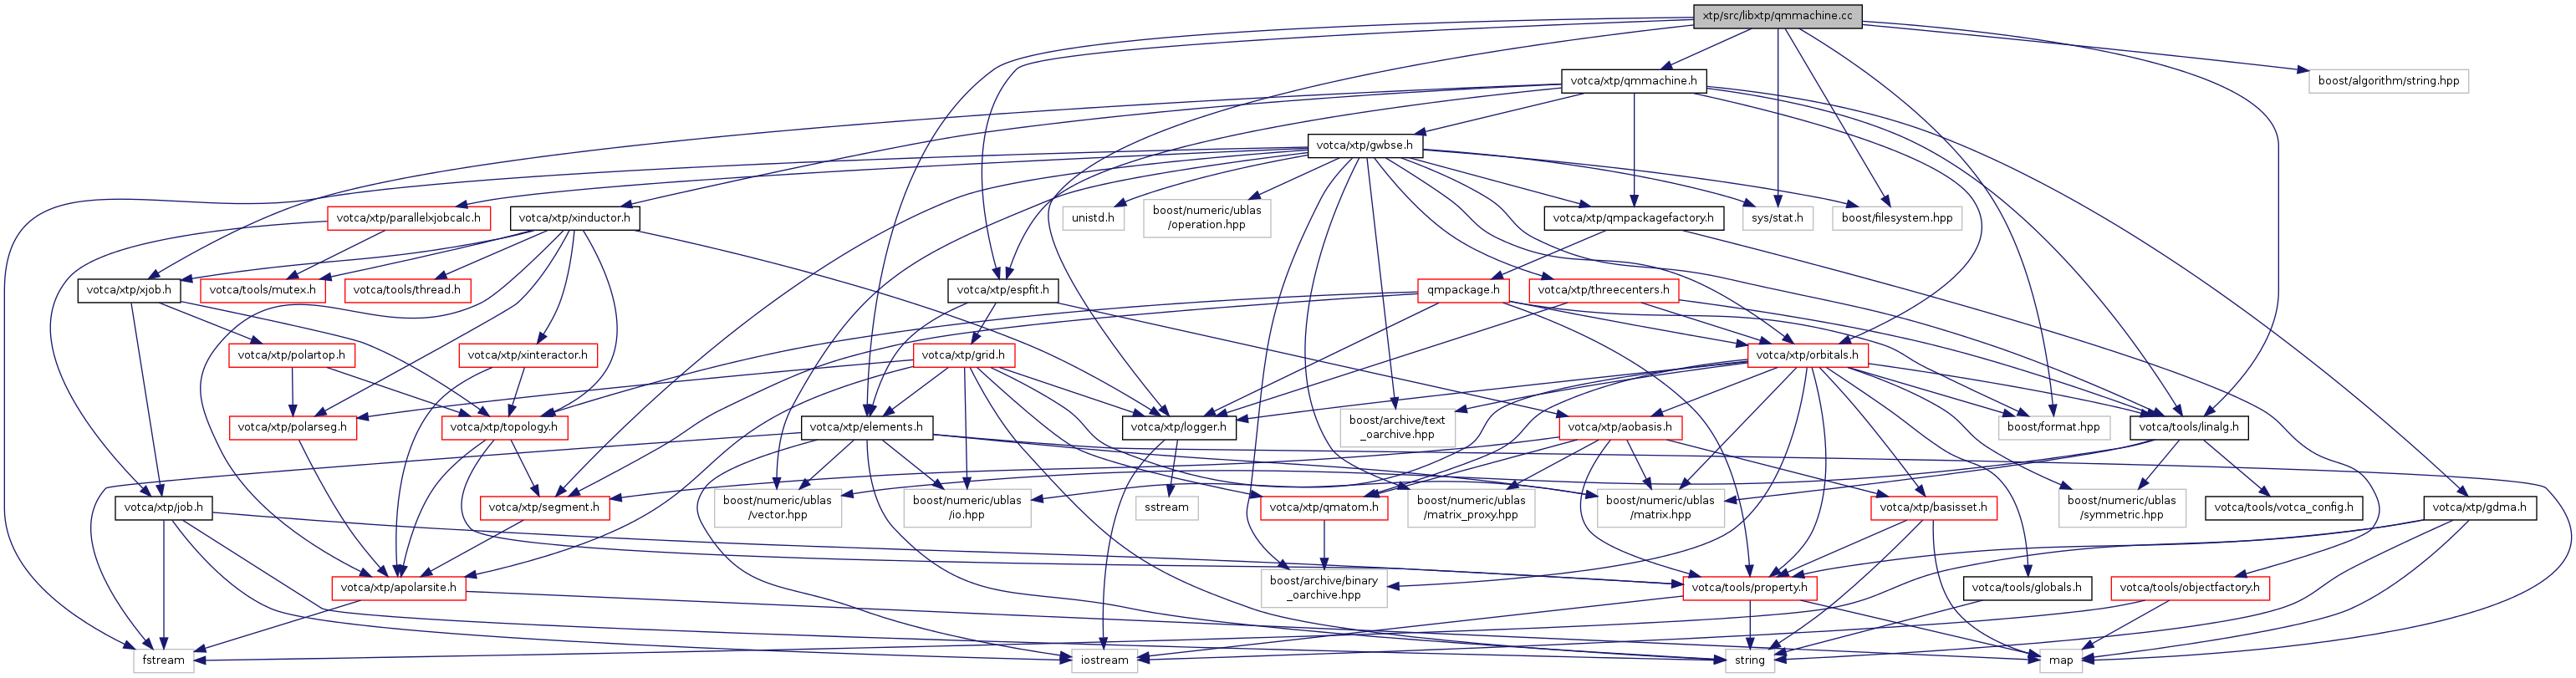 xtp/src/libxtp/qmmachine.cc
votca/xtp/qmmachine.h
boost/algorithm/string.hpp
votca/xtp/gwbse.h
votca/xtp/parallelxjobcalc.h
votca/xtp/xinductor.h
unistd.h
boost/numeric/ublas
/operation.hpp
votca/xtp/qmpackagefactory.h
sys/stat.h
boost/filesystem.hpp
votca/xtp/xjob.h
votca/tools/mutex.h
votca/tools/thread.h
votca/xtp/espfit.h
qmpackage.h
votca/xtp/threecenters.h
votca/xtp/polartop.h
votca/xtp/xinteractor.h
votca/xtp/grid.h
votca/xtp/orbitals.h
votca/xtp/polarseg.h
votca/xtp/topology.h
votca/xtp/elements.h
votca/xtp/logger.h
boost/archive/text
_oarchive.hpp
votca/xtp/aobasis.h
boost/format.hpp
votca/tools/linalg.h
votca/xtp/job.h
votca/xtp/segment.h
boost/numeric/ublas
/vector.hpp
boost/numeric/ublas
/io.hpp
sstream
votca/xtp/qmatom.h
boost/numeric/ublas
/matrix_proxy.hpp
boost/numeric/ublas
/matrix.hpp
votca/xtp/basisset.h
boost/numeric/ublas
/symmetric.hpp
votca/tools/votca_config.h
votca/xtp/gdma.h
votca/xtp/apolarsite.h
boost/archive/binary
_oarchive.hpp
votca/tools/property.h
votca/tools/globals.h
votca/tools/objectfactory.h
fstream
iostream
string
map